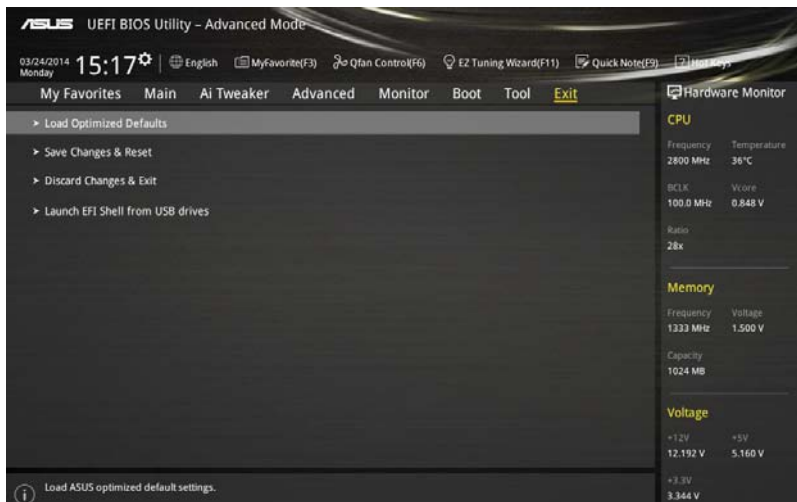 ASUS UEFI BIOS Utility – Advanced Mode
03/24/2014
Monday
15:17
English
MyFavorite(F3)
Qfan Control(F6)
EZ Tuning Wizard(F11)
Quick Note(F9)
? Hot Keys
My Favorites Main Ai Tweaker Advanced Monitor Boot Tool Exit
> Load Optimized Defaults
> Save Changes & Reset
> Discard Changes & Exit
> Launch EFI Shell from USB drives
Load ASUS optimized default settings.
Hardware Monitor
CPU
Frequency Temperature
2800 MHz 36°C
BCLK Vcore
100.0 MHz 0.848 V
Ratio
28x
Memory
Frequency Voltage
1333 MHz 1.500 V
Capacity
1024 MB
Voltage
+12V +5V
12.192 V 5.160 V
+3.3V
3.344 V